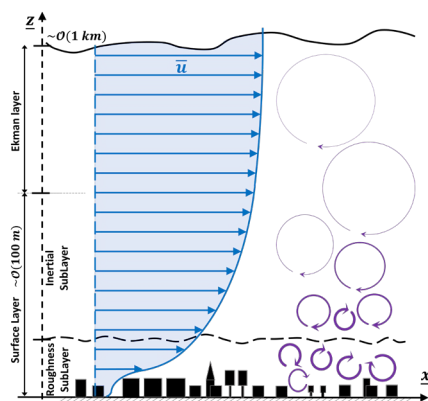 z
~𝒪(1 km)
u̅
Ekman layer
Surface Layer ~𝒪(100 m)
Inertial
SubLayer
Roughness
SubLayer
x